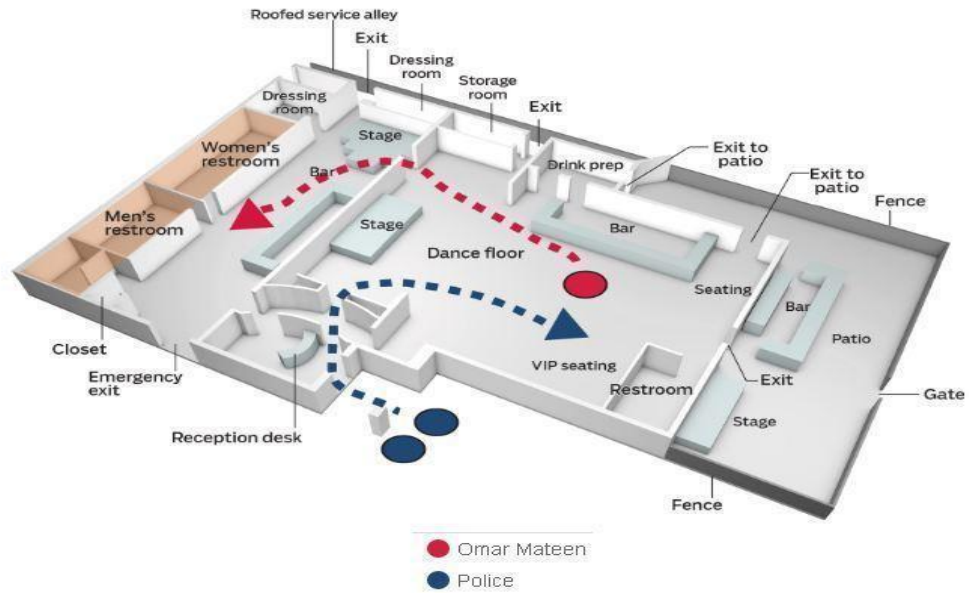 Roofed service alley
Exit
Dressing
room
Storage
room
Exit
Dressing
room
Stage
Drink prep
Exit to
patio
Exit to
patio
Women's
restroom
Bar
Fence
Men's
restroom
Stage
Bar
Dance floor
Seating
Bar
Patio
Closet
Emergency
exit
VIP seating
Restroom
Exit
Gate
Reception desk
Stage
Fence
Omar Mateen
Police